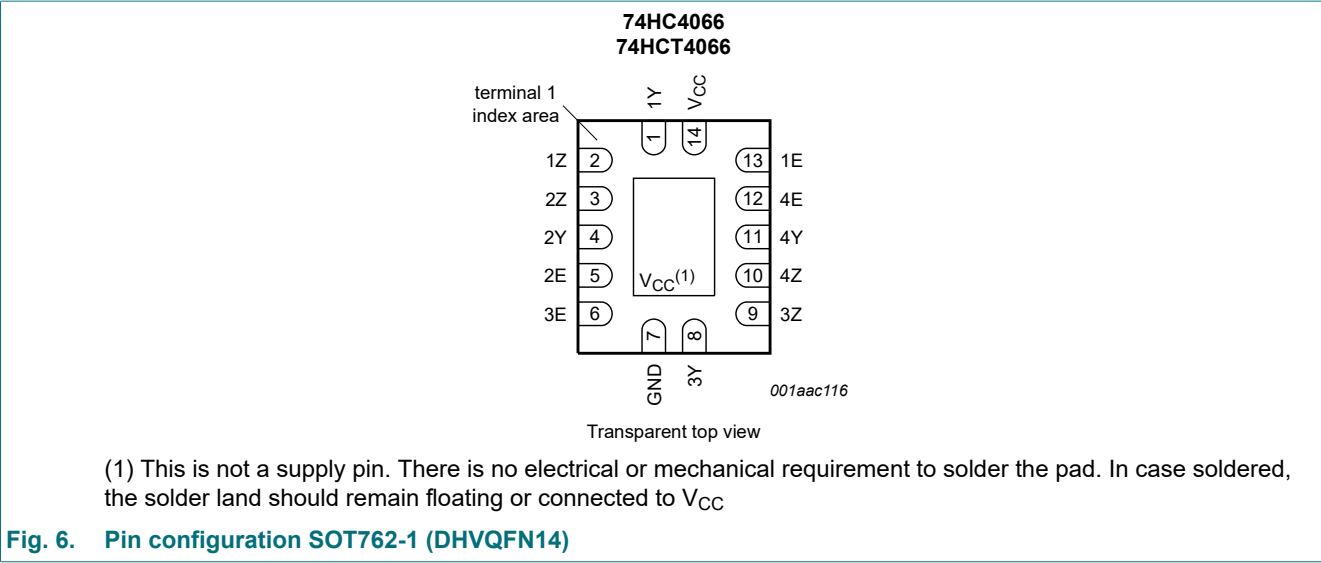 74HC4066
74HCT4066
terminal 1
index area
1Y
VCC
1
14
1Z 2
13 1E
2Z 3
12 4E
2Y 4
11 4Y
2E 5
VCC(1)
10 4Z
3E 6
9 3Z
7
8
GND
3Y
001aac116
Transparent top view
(1) This is not a supply pin. There is no electrical or mechanical requirement to solder the pad. In case soldered,
the solder land should remain floating or connected to VCC
Fig. 6. Pin configuration SOT762-1 (DHVQFN14)